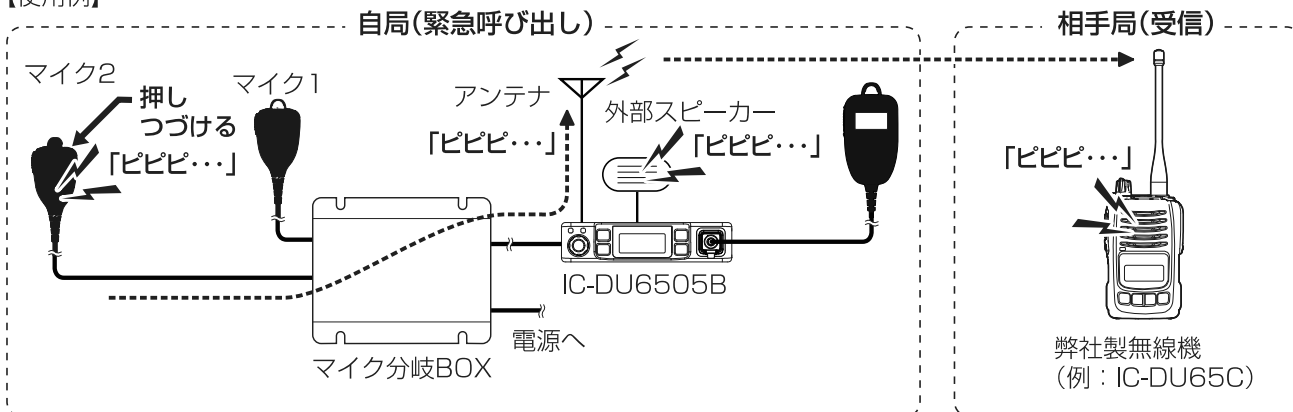 【使用例】
自局(緊急呼び出し)
相手局(受信)
マイク2
マイク1
押し
つづける
「ピピピ・・・」
アンテナ
「ピピピ・・・」
外部スピーカー
「ピピピ・・・」
「ピピピ・・・」
IC-DU6505B
電源へ
マイク分岐BOX
弊社製無線機
(例:IC-DU65C)